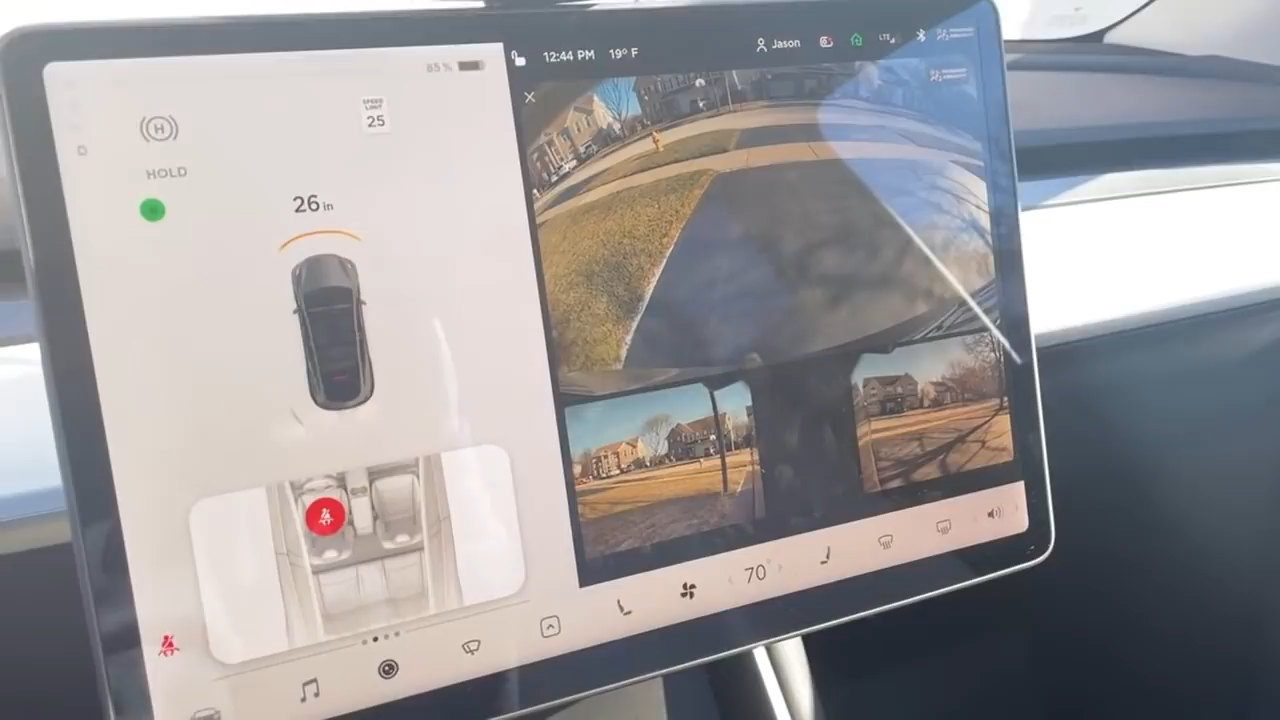 85 %
12:44 PM 19° F
Jason
LTE
SPEED
LIMIT
25
D
H
HOLD
26 in
70